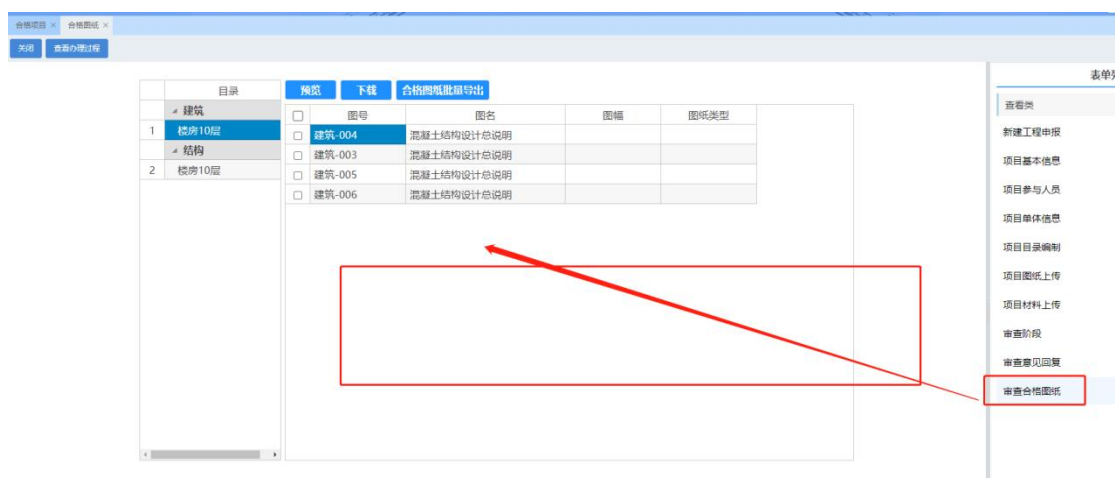 合格项目 × 合格图纸 ×
关闭 查看办理过程
目录
建筑
1 楼房10层
结构
2 楼房10层
预览 下载 合格图纸批量导出
图号 图名 图幅 图纸类型
建筑-004 混凝土结构设计总说明
建筑-003 混凝土结构设计总说明
建筑-005 混凝土结构设计总说明
建筑-006 混凝土结构设计总说明
表单列
查看类
新建工程申报
项目基本信息
项目参与人员
项目单体信息
项目目录编制
项目图纸上传
项目材料上传
审查阶段
审查意见回复
审查合格图纸